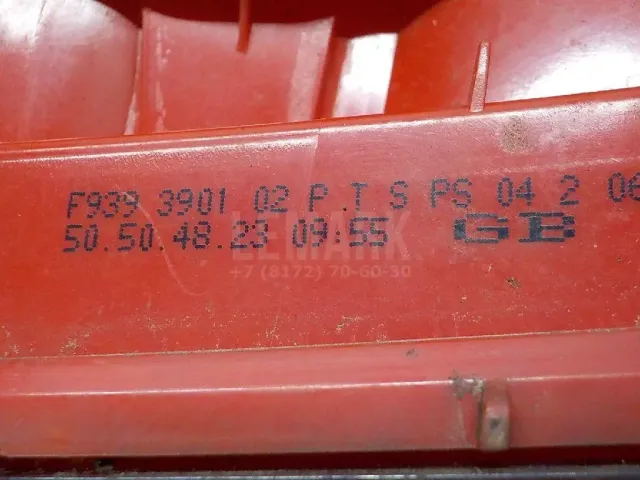 F939 3901 02 P T S PS 04 2 06
50.50.48.23 09:55 GB
LEMARK
+7 (8172) 70-60-30